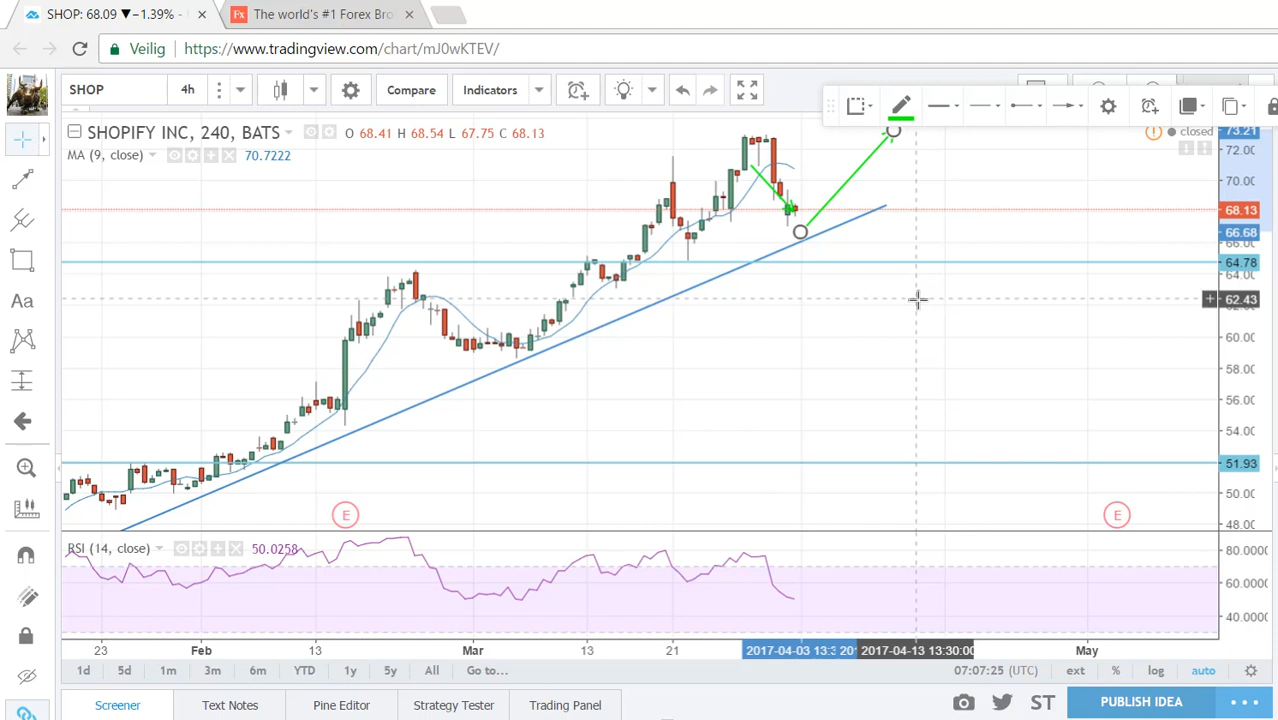 SHOP: 68.09 ▼−1.39%
The world's #1 Forex Bro
Veilig https://www.tradingview.com/chart/mJ0wKTEV/
SHOP 4h Compare Indicators
SHOPIFY INC, 240, BATS O 68.41 H 68.54 L 67.75 C 68.13
closed
MA (9, close) 70.7222
73.21
72.00
70.00
68.13
66.68
66.00
64.78
64.00
62.43
60.00
58.00
56.00
54.00
51.93
50.00
48.00
Aa
E E
RSI (14, close) 50.0258
80.0000
60.0000
40.0000
23 Feb 13 Mar 13 21 2017-04-03 13:3 20 2017-04-13 13:30:00 May
1d 5d 1m 3m 6m YTD 1y 5y All Go to... 07:07:25 (UTC) ext % log auto
Screener Text Notes Pine Editor Strategy Tester Trading Panel ST PUBLISH IDEA